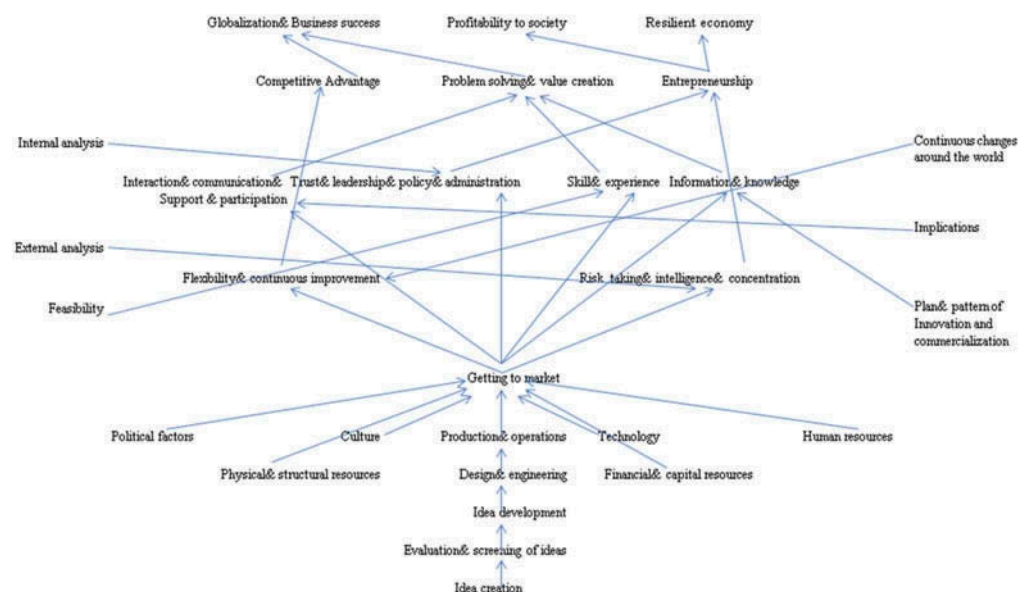 Globalization& Business success
Profitability to society
Resilient economy
Competitive Advantage
Problem solving& value creation
Entrepreneurship
Internal analysis
Continuous changes
around the world
Interaction& communication&
Support & participation
Trust& leadership& policy& administration
Skill& experience
Information& knowledge
Implications
External analysis
Flexibility& continuous improvement
Risk taking& intelligence& concentration
Feasibility
Plan& pattern of
Innovation and
commercialization
Getting to market
Political factors
Culture
Production& operations
Technology
Human resources
Physical& structural resources
Design& engineering
Financial& capital resources
Idea development
Evaluation& screening of ideas
Idea creation